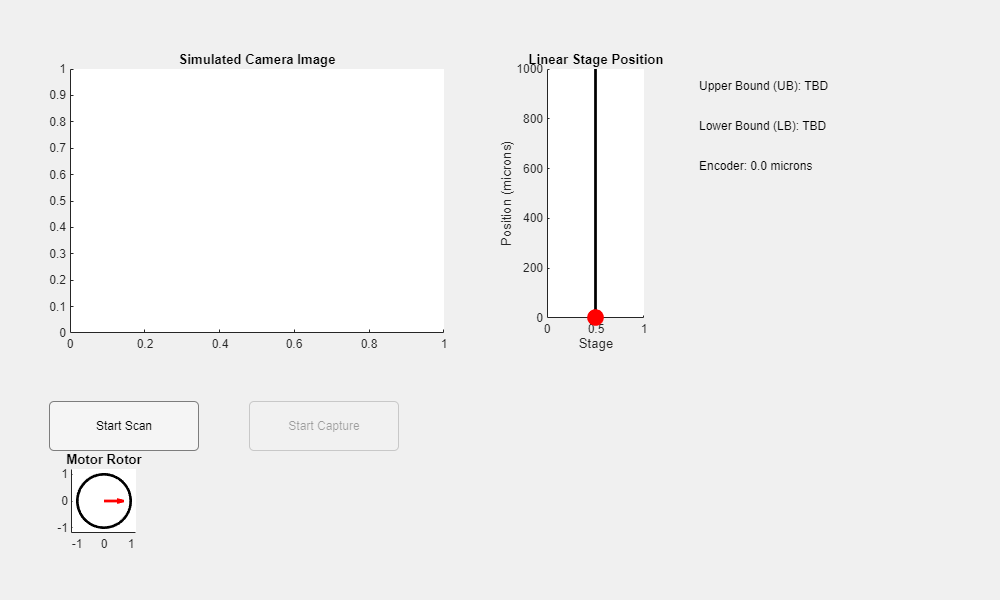 Simulated Camera Image
1
0.9
0.8
0.7
0.6
0.5
0.4
0.3
0.2
0.1
0
0 0.2 0.4 0.6 0.8 1
Linear Stage Position
1000
800
600
400
200
0
Position (microns)
0 0.5 1
Stage
Upper Bound (UB): TBD
Lower Bound (LB): TBD
Encoder: 0.0 microns
Start Scan
Start Capture
Motor Rotor
1
0
-1
-1 0 1